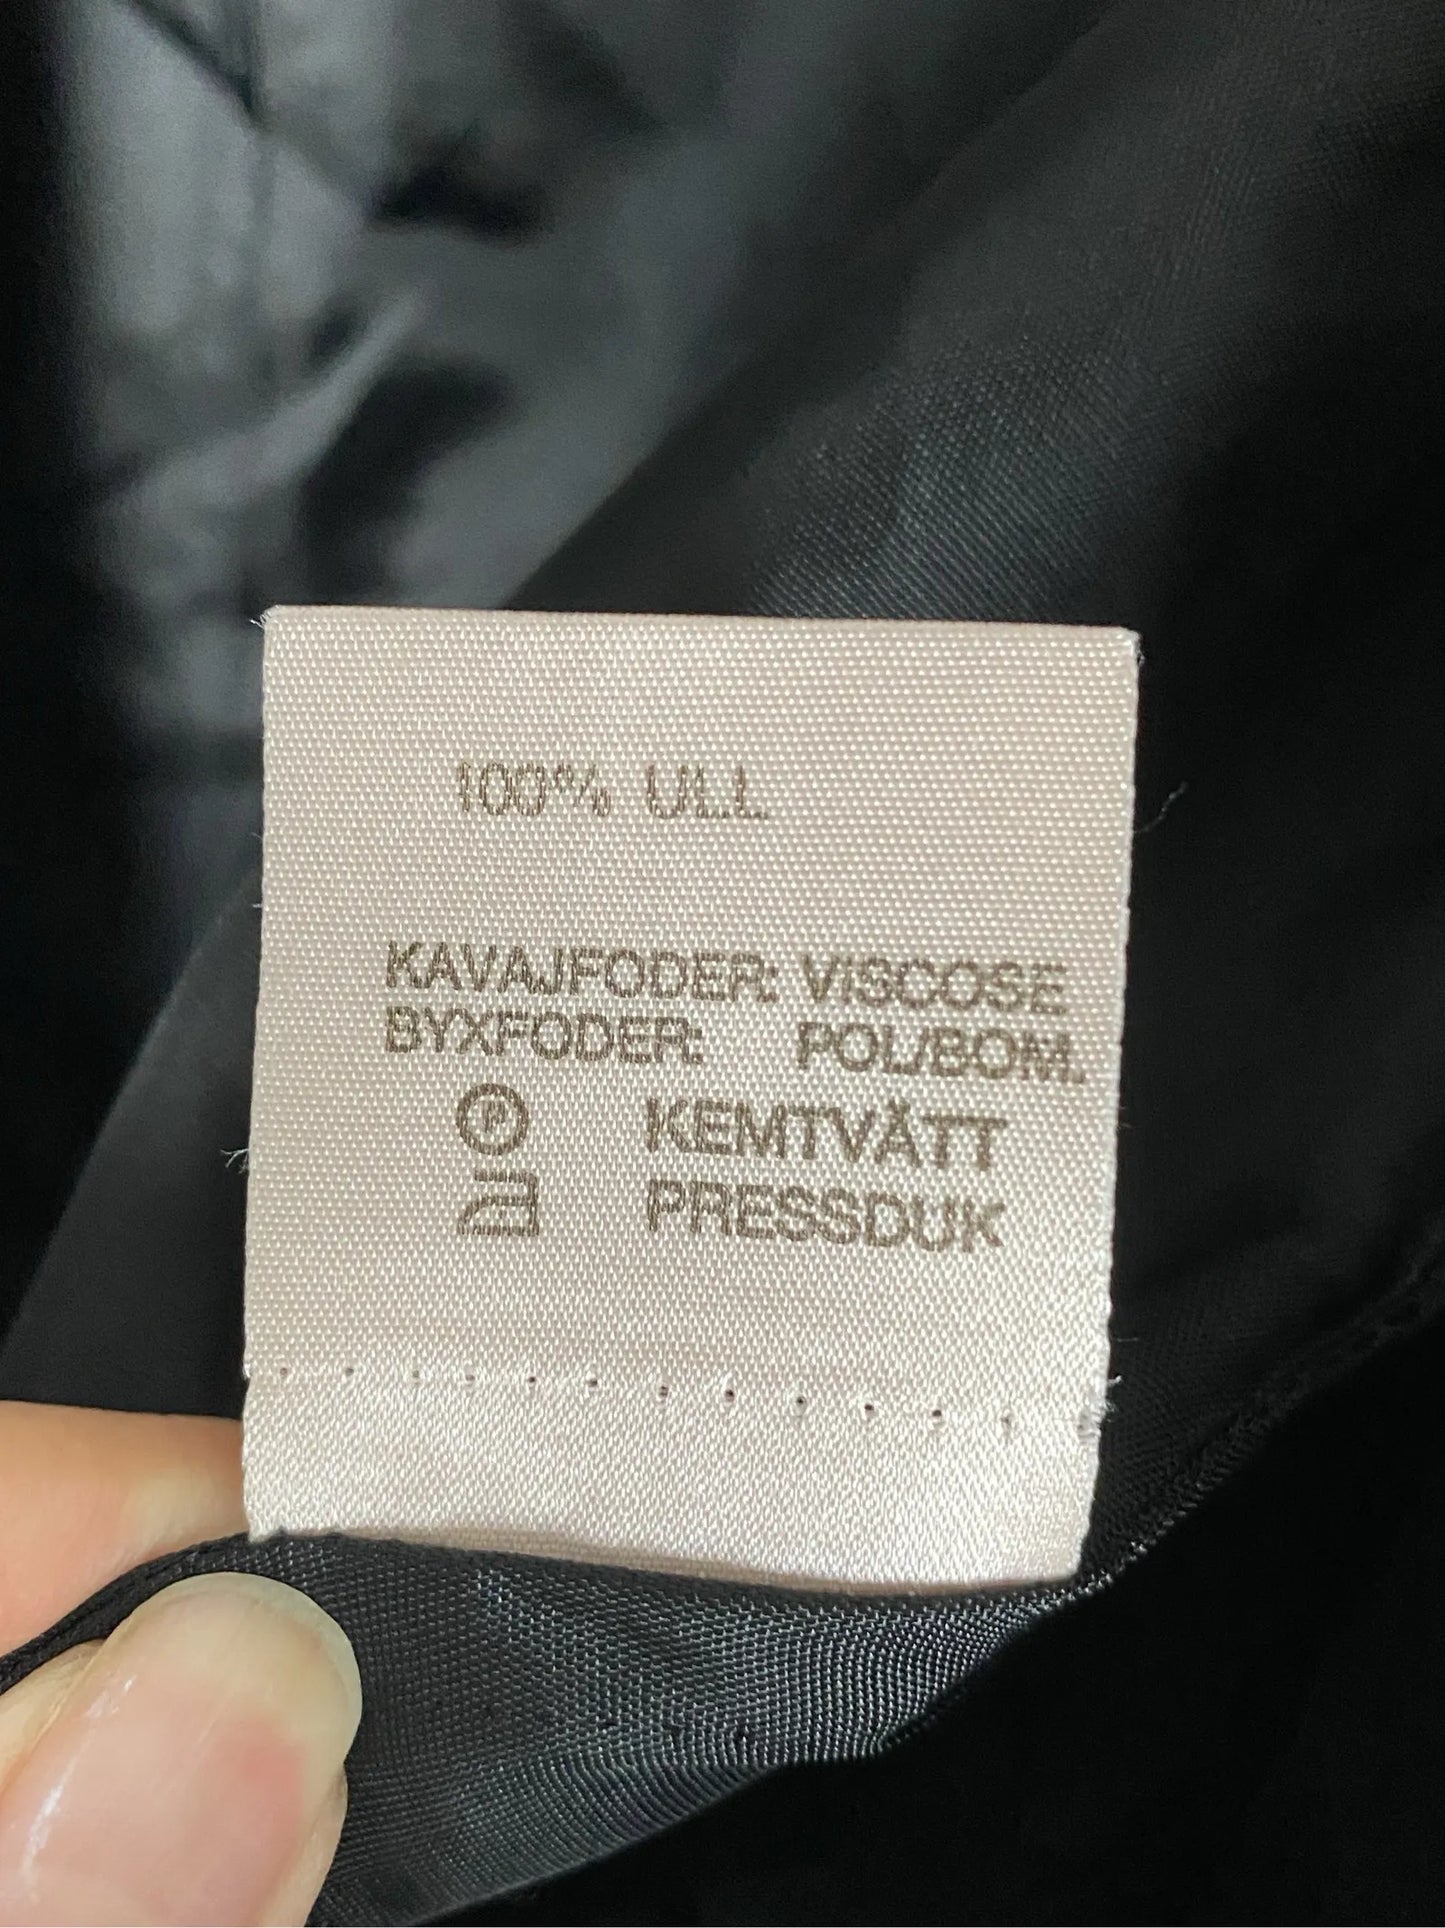 100% ULL
KAVAJFODER: VISCOSE
BYXFODER: POL/BOM.
P KEMTVÄTT
PRESSDUK